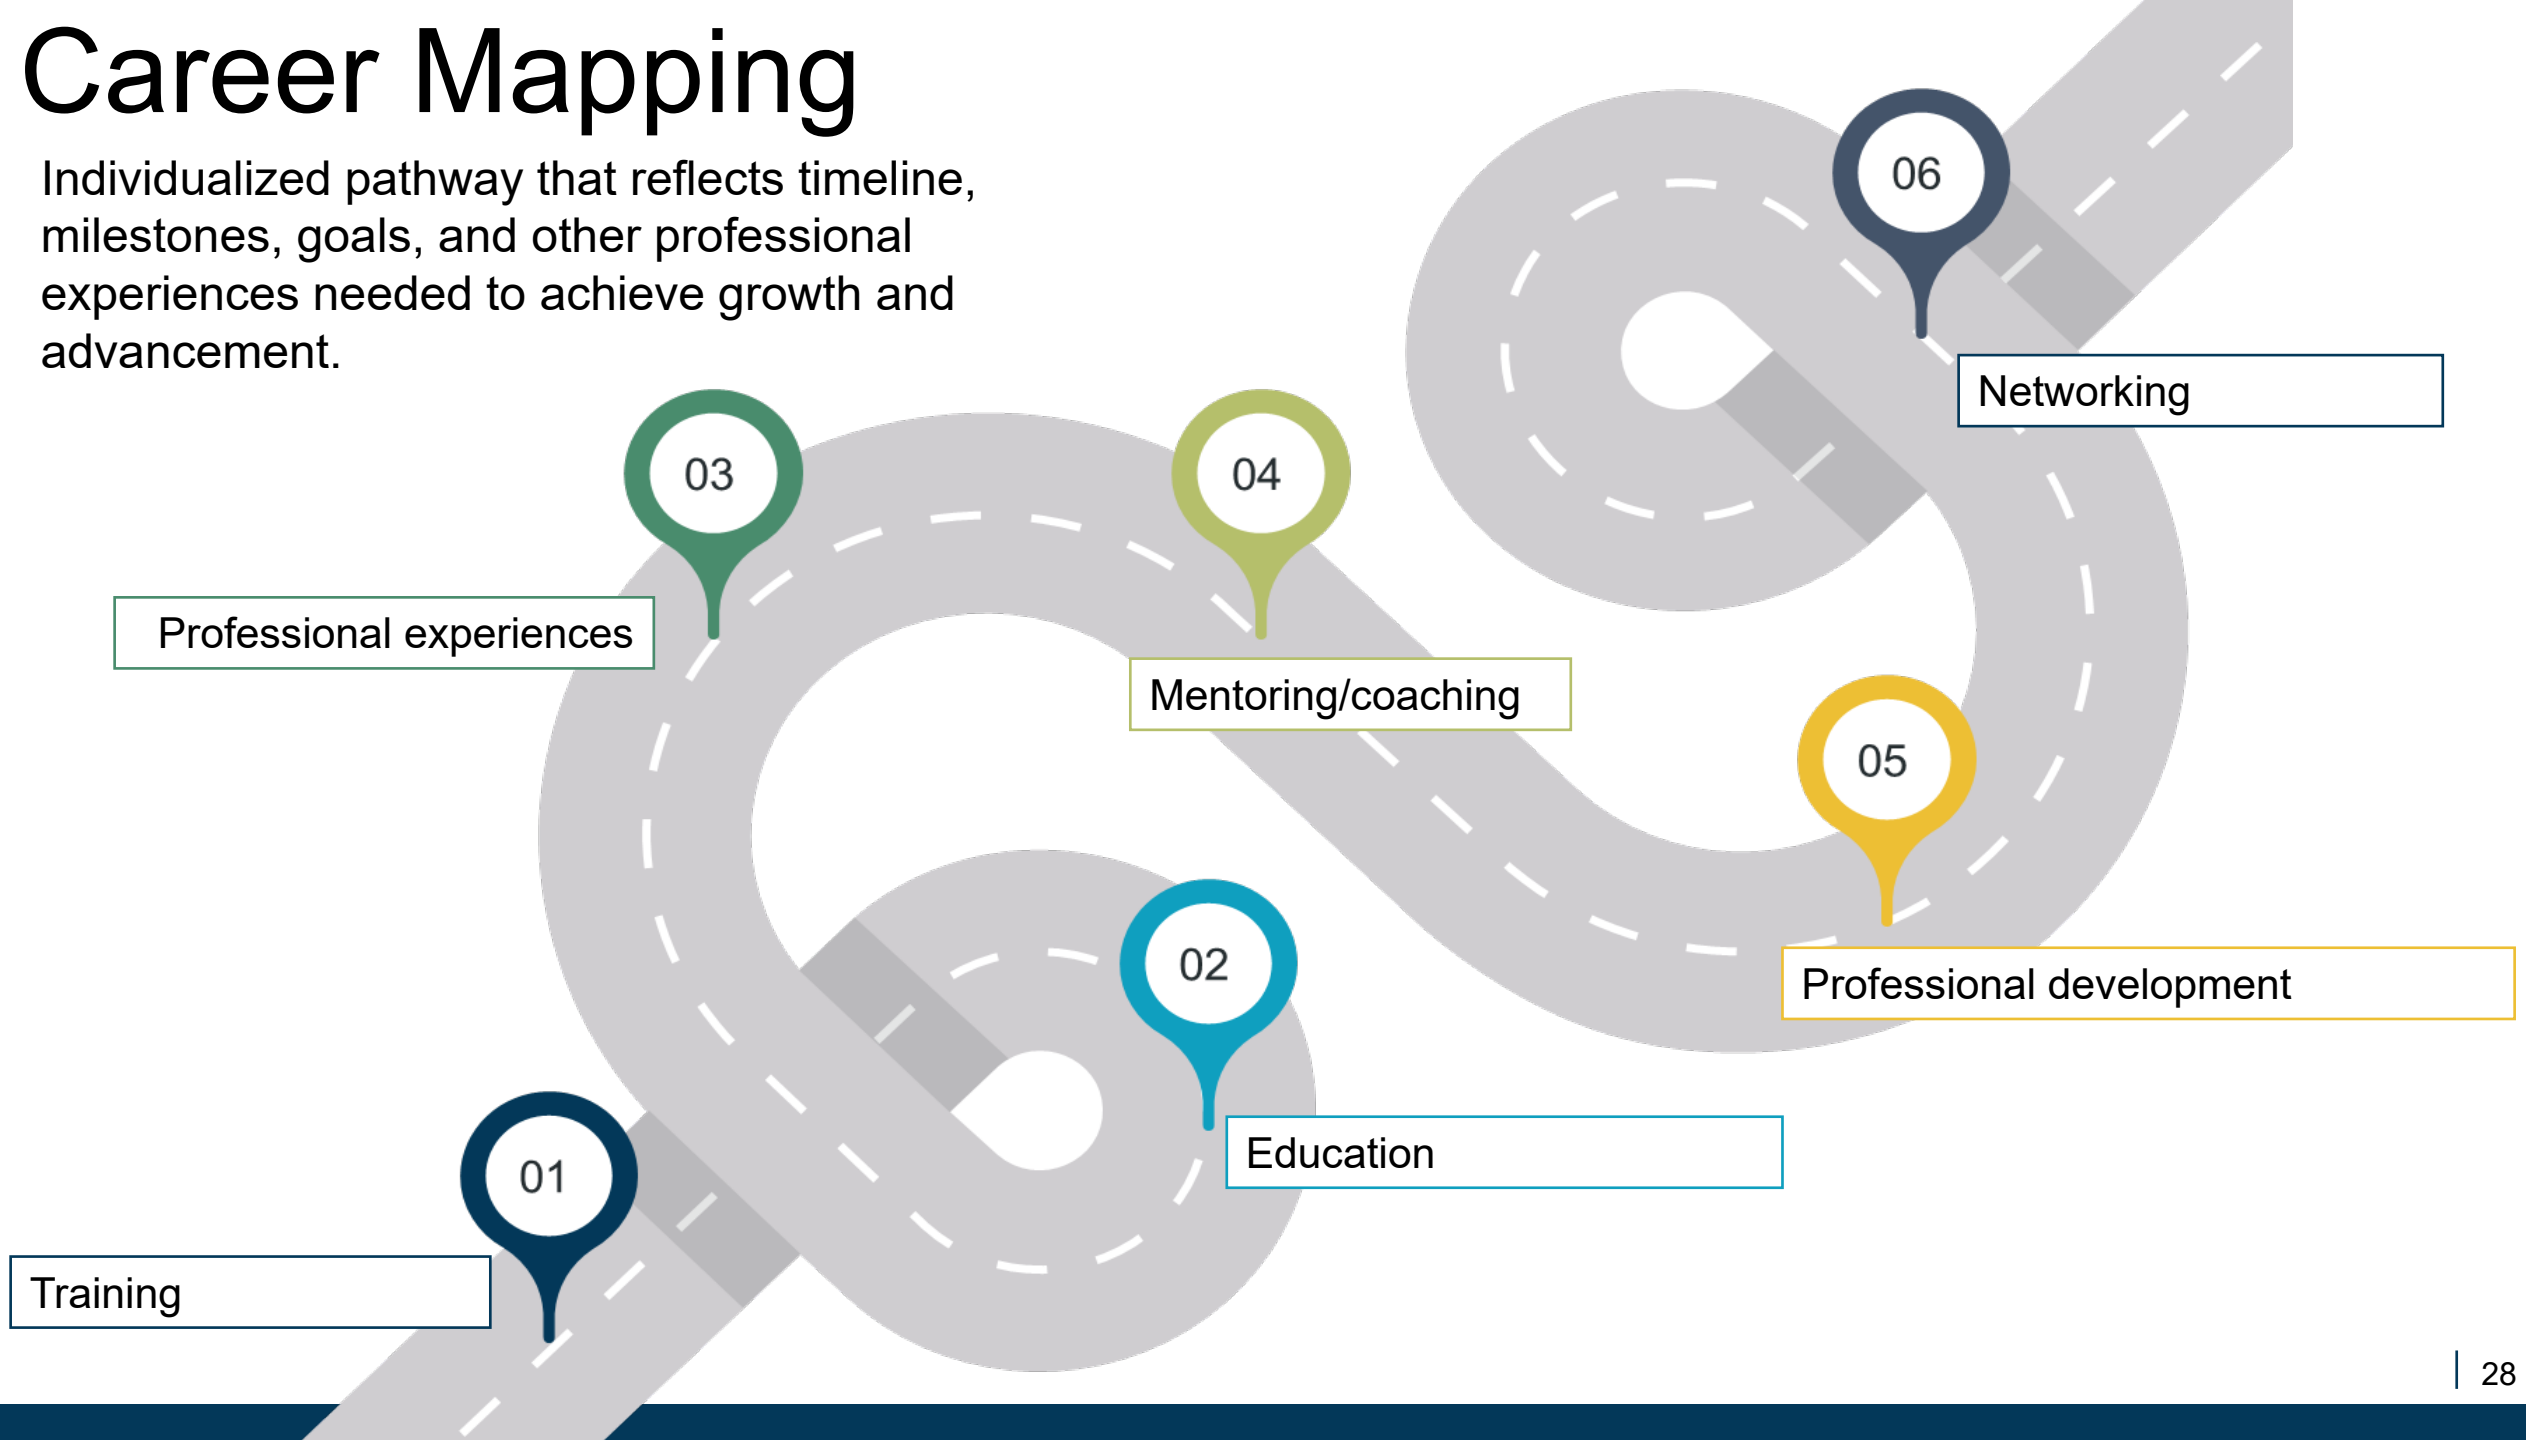 Career Mapping
Individualized pathway that reflects timeline,
milestones, goals, and other professional
experiences needed to achieve growth and
advancement.
06
Networking
03
Professional experiences
04
Mentoring/coaching
05
Professional development
02
Education
01
Training
28